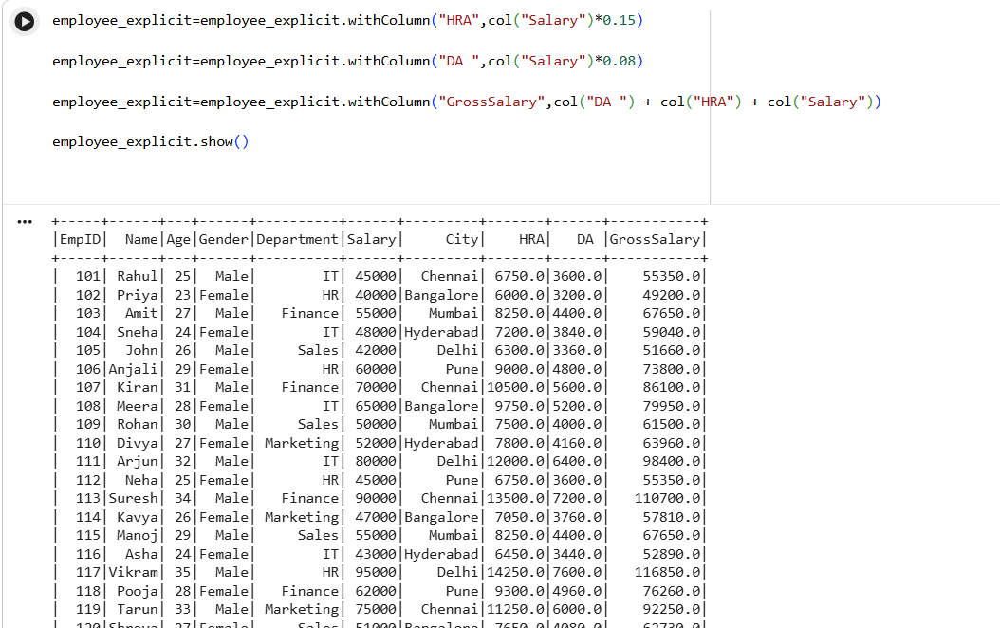 employee_explicit=employee_explicit.withColumn("HRA",col("Salary")*0.15)
employee_explicit=employee_explicit.withColumn("DA ",col("Salary")*0.08)
employee_explicit=employee_explicit.withColumn("GrossSalary",col("DA ") + col("HRA") + col("Salary"))
employee_explicit.show()
+-----+------+---+------+----------+------+---------+-------+------+-----------+
|EmpID|  Name|Age|Gender|Department|Salary|     City|    HRA|   DA |GrossSalary|
+-----+------+---+------+----------+------+---------+-------+------+-----------+
|  101| Rahul| 25|  Male|        IT| 45000|  Chennai| 6750.0|3600.0|    55350.0|
|  102| Priya| 23|Female|        HR| 40000|Bangalore| 6000.0|3200.0|    49200.0|
|  103|  Amit| 27|  Male|   Finance| 55000|   Mumbai| 8250.0|4400.0|    67650.0|
|  104| Sneha| 24|Female|        IT| 48000|Hyderabad| 7200.0|3840.0|    59040.0|
|  105|  John| 26|  Male|     Sales| 42000|    Delhi| 6300.0|3360.0|    51660.0|
|  106|Anjali| 29|Female|        HR| 60000|     Pune| 9000.0|4800.0|    73800.0|
|  107| Kiran| 31|  Male|   Finance| 70000|  Chennai|10500.0|5600.0|    86100.0|
|  108| Meera| 28|Female|        IT| 65000|Bangalore| 9750.0|5200.0|    79950.0|
|  109| Rohan| 30|  Male|     Sales| 50000|   Mumbai| 7500.0|4000.0|    61500.0|
|  110| Divya| 27|Female| Marketing| 52000|Hyderabad| 7800.0|4160.0|    63960.0|
|  111| Arjun| 32|  Male|        IT| 80000|    Delhi|12000.0|6400.0|    98400.0|
|  112|  Neha| 25|Female|        HR| 45000|     Pune| 6750.0|3600.0|    55350.0|
|  113|Suresh| 34|  Male|   Finance| 90000|  Chennai|13500.0|7200.0|   110700.0|
|  114| Kavya| 26|Female| Marketing| 47000|Bangalore| 7050.0|3760.0|    57810.0|
|  115| Manoj| 29|  Male|     Sales| 55000|   Mumbai| 8250.0|4400.0|    67650.0|
|  116|  Asha| 24|Female|        IT| 43000|Hyderabad| 6450.0|3440.0|    52890.0|
|  117|Vikram| 35|  Male|        HR| 95000|    Delhi|14250.0|7600.0|   116850.0|
|  118| Pooja| 28|Female|   Finance| 62000|     Pune| 9300.0|4960.0|    76260.0|
|  119| Tarun| 33|  Male| Marketing| 75000|  Chennai|11250.0|6000.0|    92250.0|
|  120|Shreya| 27|Female|     Sales| 51000|Bangalore| 7650.0|4080.0|    62730.0|